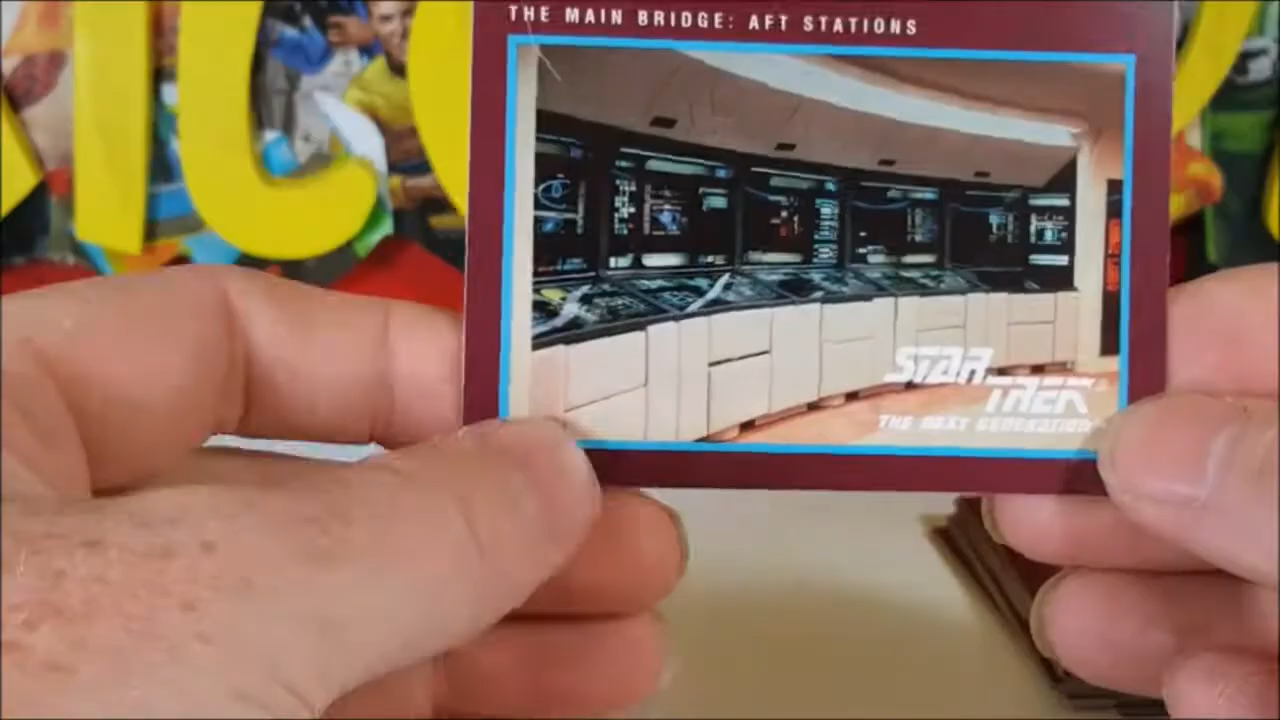 THE MAIN BRIDGE: AFT STATIONS
STAR
TREK
THE NEXT GENERATION